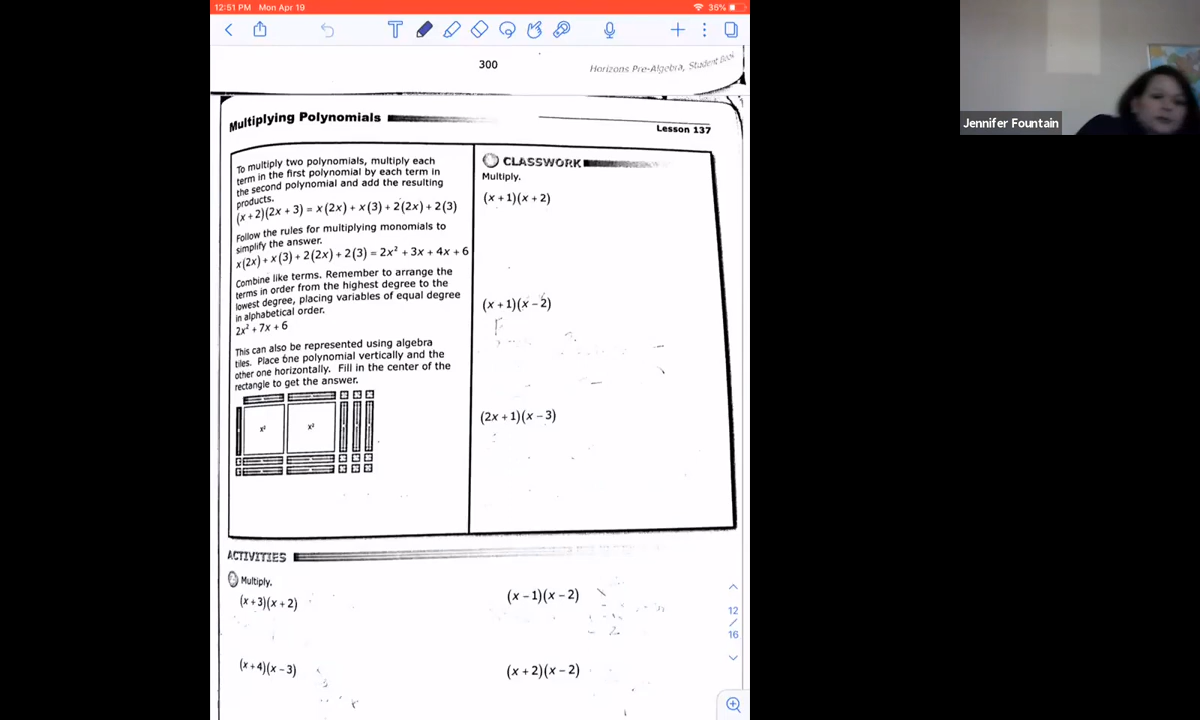 12:51 PM Mon Apr 19
35%
300
Horizons Pre-Algebra, Student Book
Multiplying Polynomials
Lesson 137
To multiply two polynomials, multiply each
term in the first polynomial by each term in
the second polynomial and add the resulting
products.
(x + 2)(2x + 3) = x(2x) + x(3) + 2(2x) + 2(3)
Follow the rules for multiplying monomials to
simplify the answer.
x(2x) + x(3) + 2(2x) + 2(3) = 2x² + 3x + 4x + 6
Combine like terms. Remember to arrange the
terms in order from the highest degree to the
lowest degree, placing variables of equal degree
in alphabetical order.
2x² + 7x + 6
This can also be represented using algebra
tiles. Place one polynomial vertically and the
other one horizontally. Fill in the center of the
rectangle to get the answer.
x² x²
CLASSWORK
Multiply.
(x + 1)(x + 2)
(x + 1)(x − 2)
(2x + 1)(x − 3)
ACTIVITIES
Multiply.
(x + 3)(x + 2)
(x − 1)(x − 2)
(x + 4)(x − 3)
(x + 2)(x − 2)
12
/
16
Jennifer Fountain